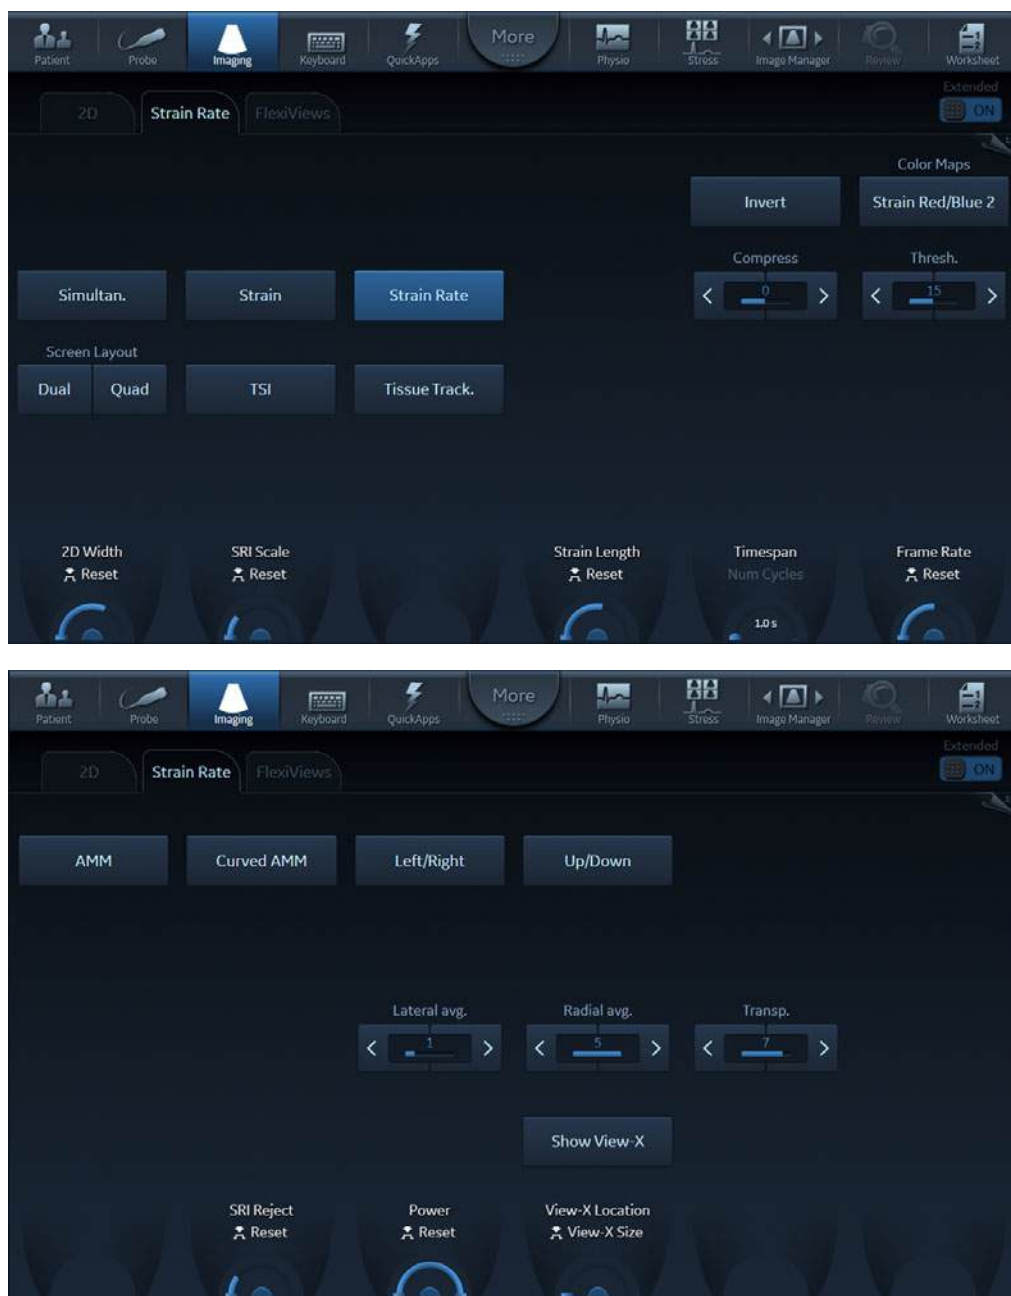 Patient Probe Imaging Keyboard QuickApps More Physio Stress Image Manager Review Worksheet
Extended
2D Strain Rate FlexiViews ON
Color Maps
Invert Strain Red/Blue 2
Compress Thresh.
Simultan. Strain Strain Rate < 0 > < 15 >
Screen Layout
Dual Quad TSI Tissue Track.
2D Width SRI Scale Strain Length Timespan Frame Rate
Reset Reset Reset Num Cycles Reset
1.0 s
Patient Probe Imaging Keyboard QuickApps More Physio Stress Image Manager Review Worksheet
Extended
2D Strain Rate FlexiViews ON
AMM Curved AMM Left/Right Up/Down
Lateral avg. Radial avg. Transp.
< 1 > < 5 > < 7 >
Show View-X
SRI Reject Power View-X Location
Reset Reset View-X Size